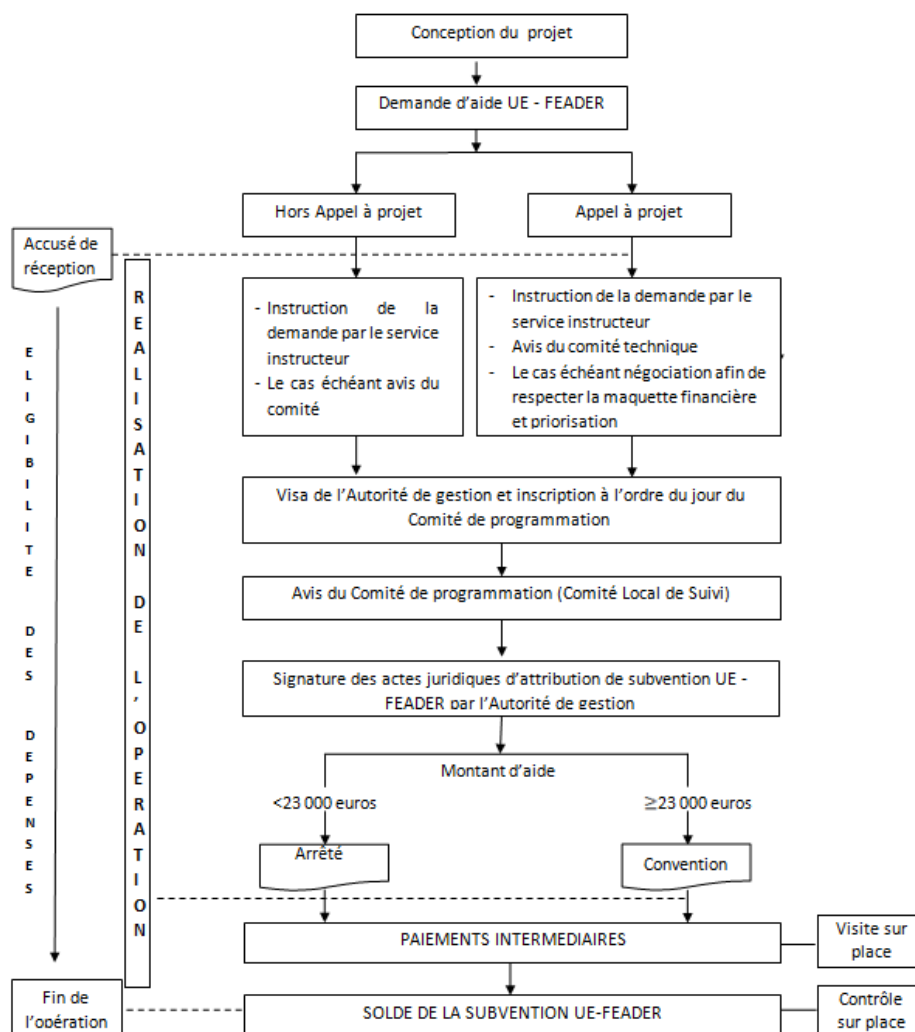 Conception du projet
Demande d'aide UE - FEADER
Hors Appel à projet
Appel à projet
Accusé de
réception
- Instruction de la
demande par le service
instructeur
- Le cas échéant avis du
comité
- Instruction de la demande par le
service instructeur
- Avis du comité technique
- Le cas échéant négociation afin de
respecter la maquette financière
et priorisation
ELIGIBILITE DES DEPENSES
REALISATION DE L'OPERATION
Visa de l'Autorité de gestion et inscription à l'ordre du jour du
Comité de programmation
Avis du Comité de programmation (Comité Local de Suivi)
Signature des actes juridiques d'attribution de subvention UE -
FEADER par l'Autorité de gestion
Montant d'aide
<23 000 euros
≥23 000 euros
Arrêté
Convention
PAIEMENTS INTERMEDIAIRES
Visite sur
place
Fin de
l'opération
SOLDE DE LA SUBVENTION UE-FEADER
Contrôle
sur place